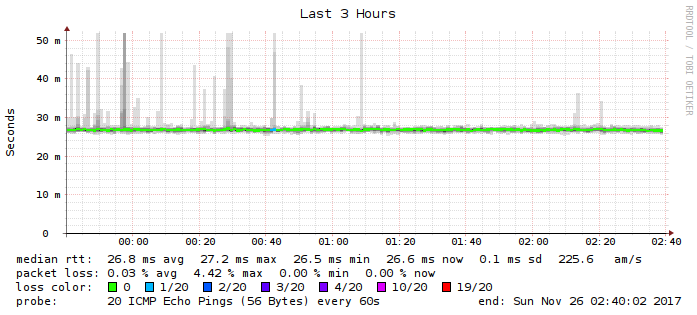 Last 3 Hours
RRDTOOL / TOBI OETIKER
Seconds
50 m
40 m
30 m
20 m
10 m
0
00:00 00:20 00:40 01:00 01:20 01:40 02:00 02:20 02:40
median rtt: 26.8 ms avg 27.2 ms max 26.5 ms min 26.6 ms now 0.1 ms sd 225.6 am/s
packet loss: 0.03 % avg 4.42 % max 0.00 % min 0.00 % now
loss color: 0 1/20 2/20 3/20 4/20 10/20 19/20
probe: 20 ICMP Echo Pings (56 Bytes) every 60s end: Sun Nov 26 02:40:02 2017